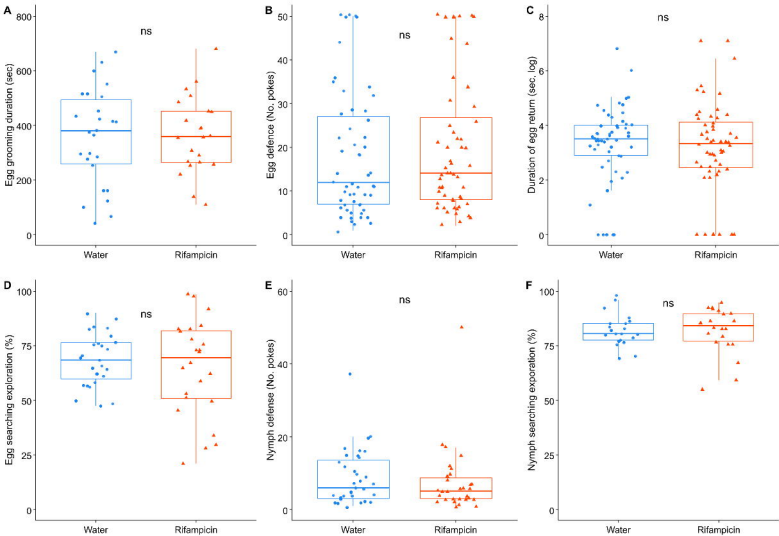 A
Egg grooming duration (sec)
800
600
400
200
0
ns
Water
Rifampicin
B
Egg defence (No. pokes)
50
40
30
20
10
0
ns
Water
Rifampicin
C
Duration of egg return (sec, log)
8
6
4
2
0
ns
Water
Rifampicin
D
Egg searching exploration (%)
100
75
50
25
0
ns
Water
Rifampicin
E
Nymph defense (No. pokes)
60
40
20
0
ns
Water
Rifampicin
F
Nymph searching exporation (%)
100
75
50
25
0
ns
Water
Rifampicin